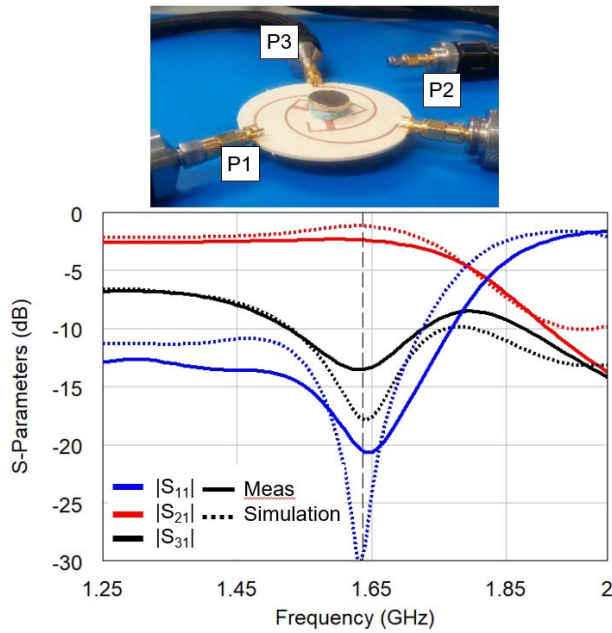 P3
P2
P1
0
-5
-10
-15
-20
-25
-30
S-Parameters (dB)
|S₁₁| Meas
|S₂₁| Simulation
|S₃₁|
1.25 1.45 1.65 1.85 2
Frequency (GHz)